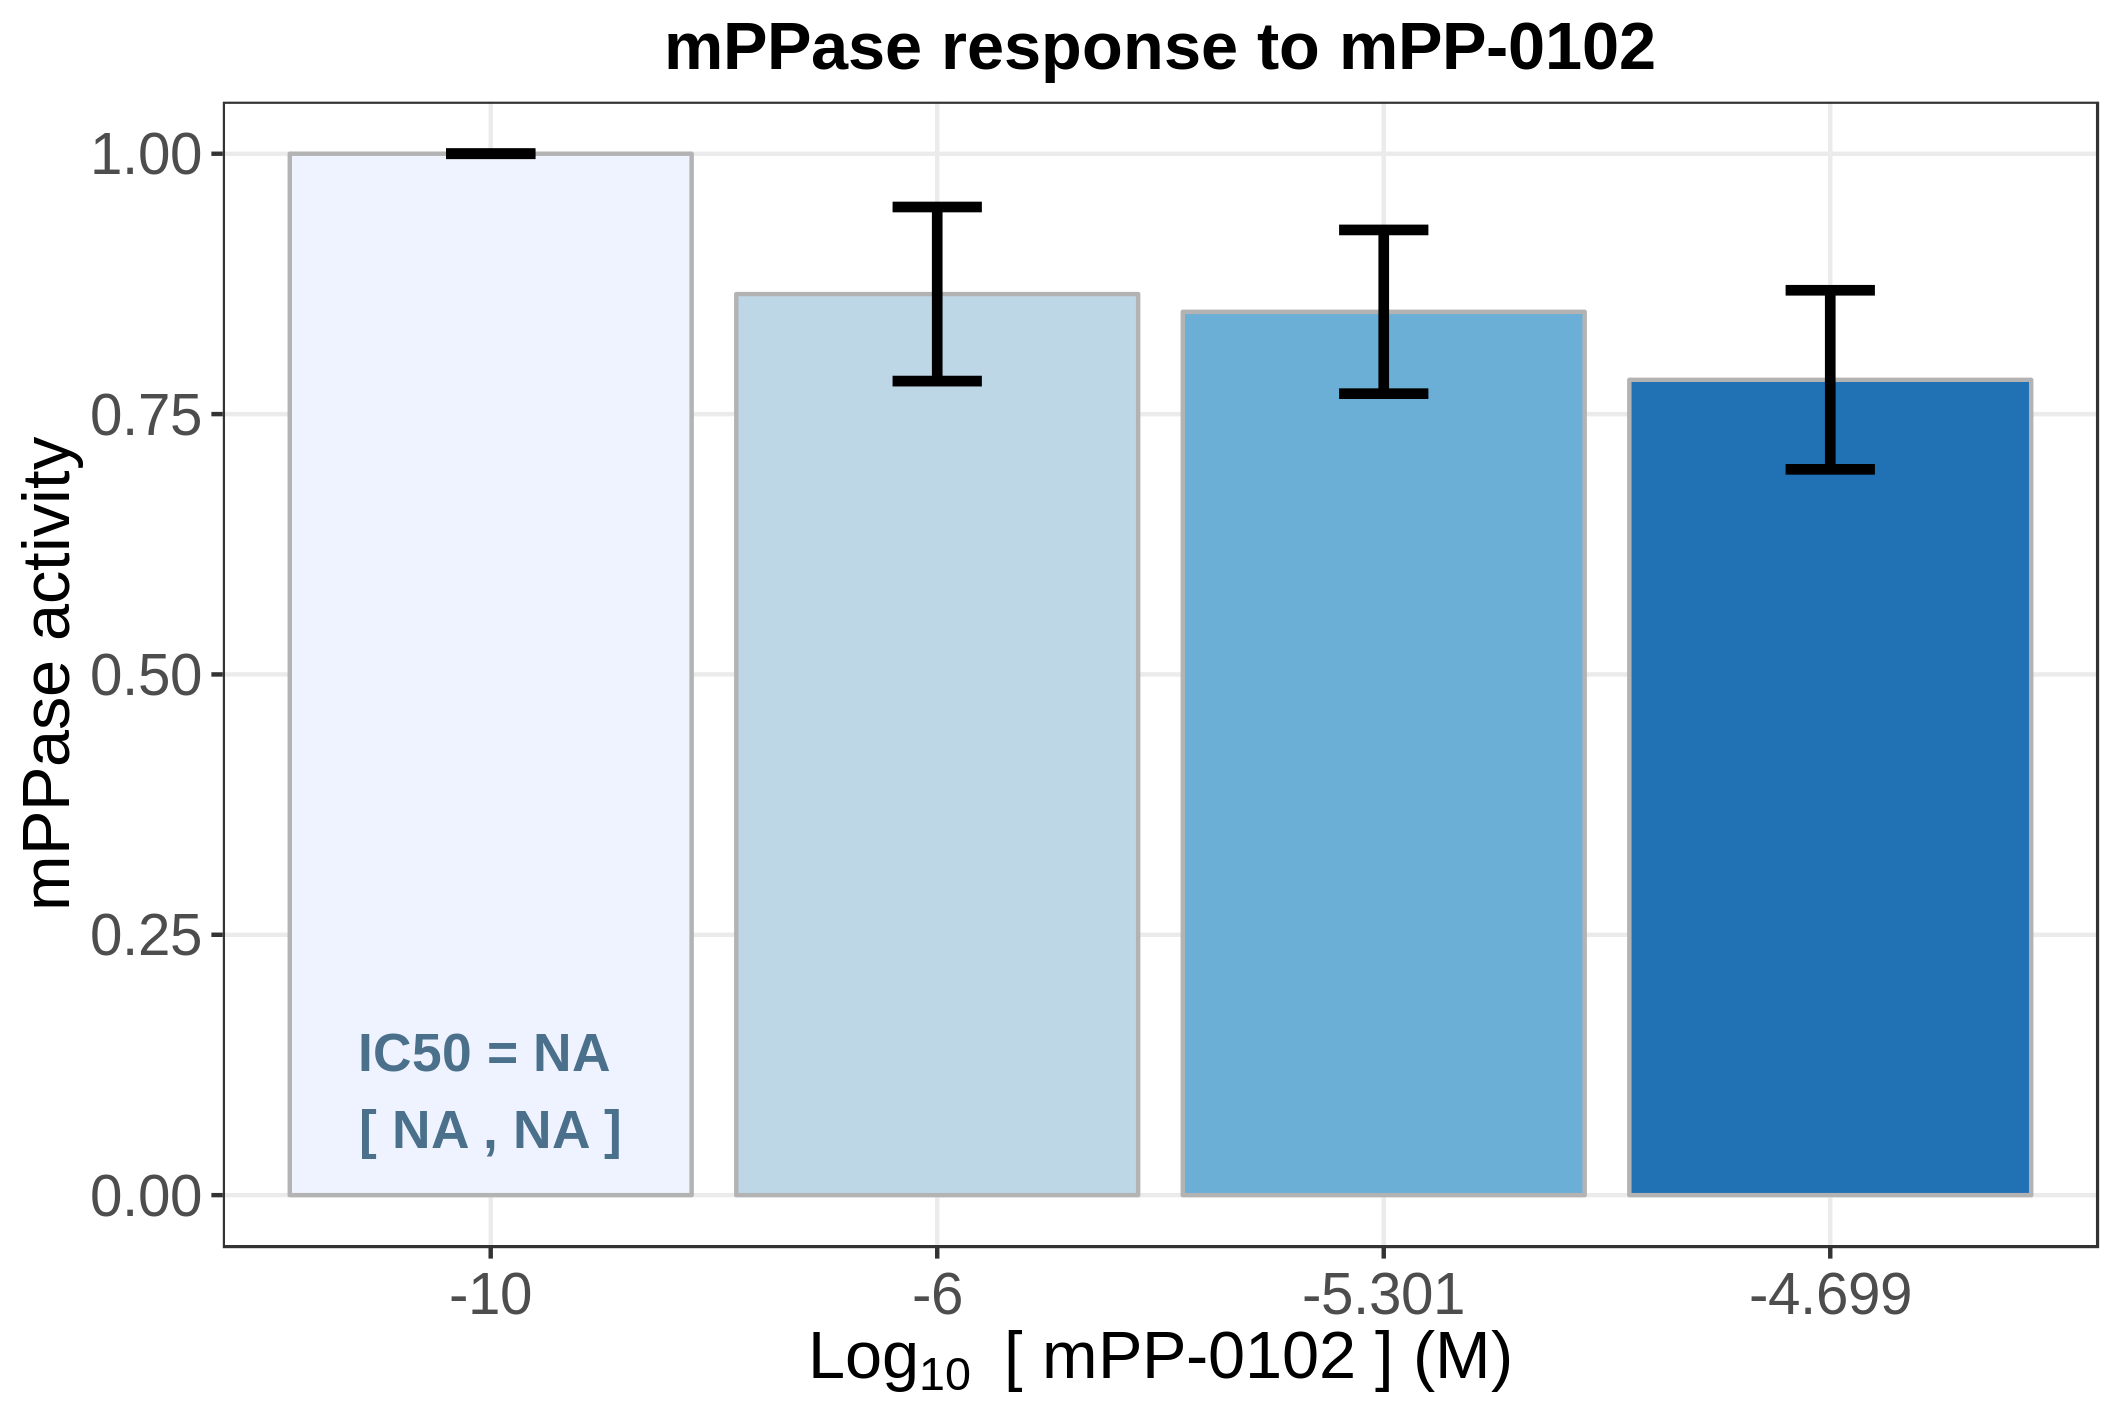 mPPase response to mPP-0102
mPPase activity
1.00
0.75
0.50
0.25
0.00
IC50 = NA
[ NA , NA ]
-10
-6
-5.301
-4.699
Log₁₀ [ mPP-0102 ] (M)